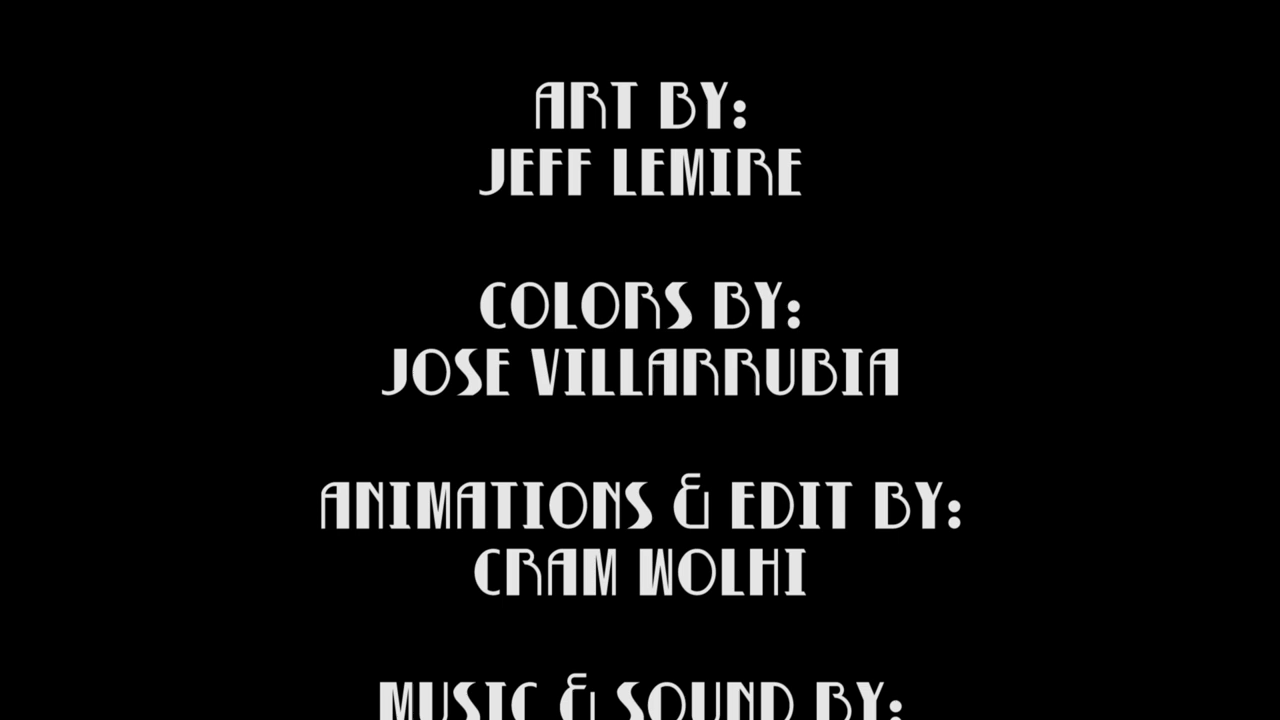 ART BY:
JEFF LEMIRE
COLORS BY:
JOSE VILLARRUBIA
ANIMATIONS & EDIT BY:
CRAM WOLHI
MUSIC & SOUND BY: